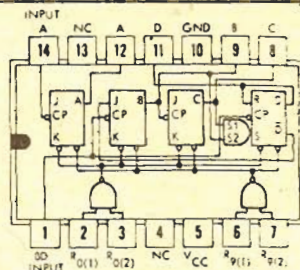 INPUT
A NC A D GND B C
14 13 12 11 10 9 8
J A J B J C R
CP CP CP S1 CP
K K K S2 S
1 2 3 4 5 6 7
BD R0(1) R0(2) NC VCC R9(1) R9(2)
INPUT